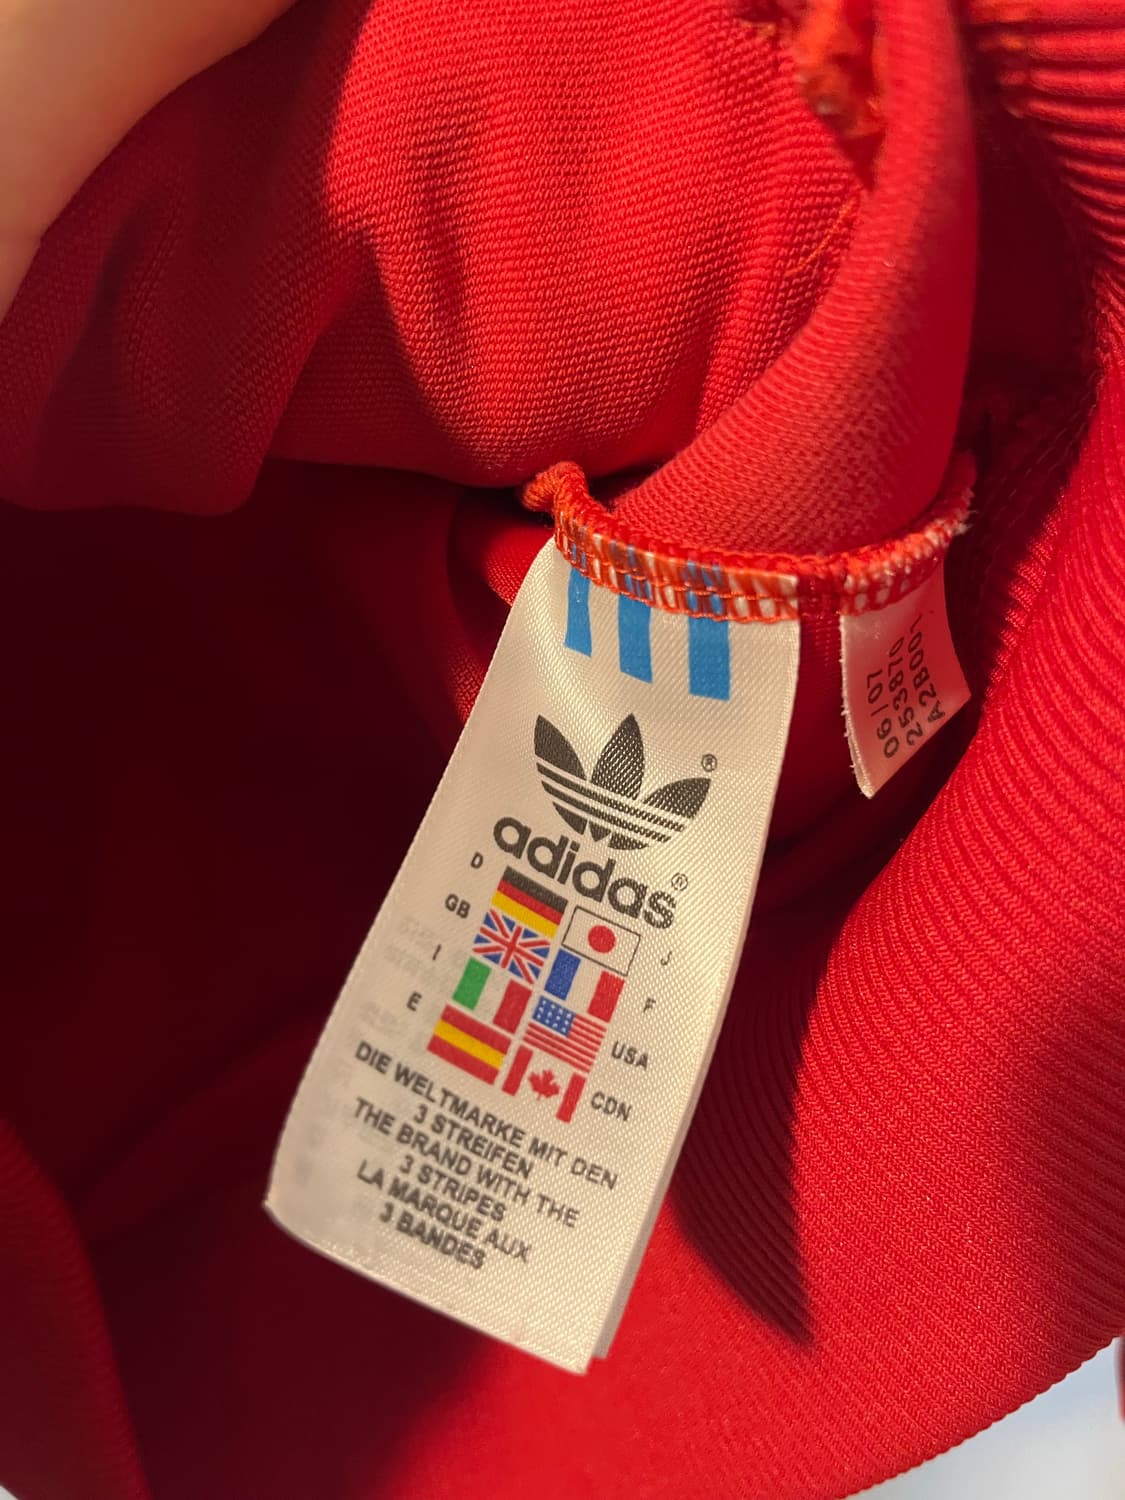 ®
adidas®
D
GB
J
I
F
E
USA
CDN
DIE WELTMARKE MIT DEN
3 STREIFEN
THE BRAND WITH THE
3 STRIPES
LA MARQUE AUX
3 BANDES
06/07
253870
A2B001